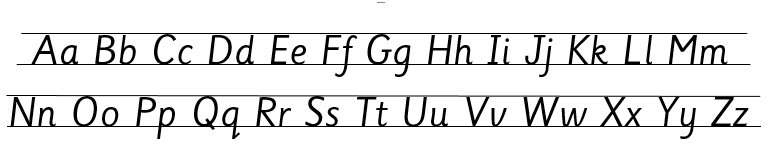 Aa Bb Cc Dd Ee Ff Gg Hh Ii Jj Kk Ll Mm
Nn Oo Pp Qq Rr Ss Tt Uu Vv Ww Xx Yy Zz